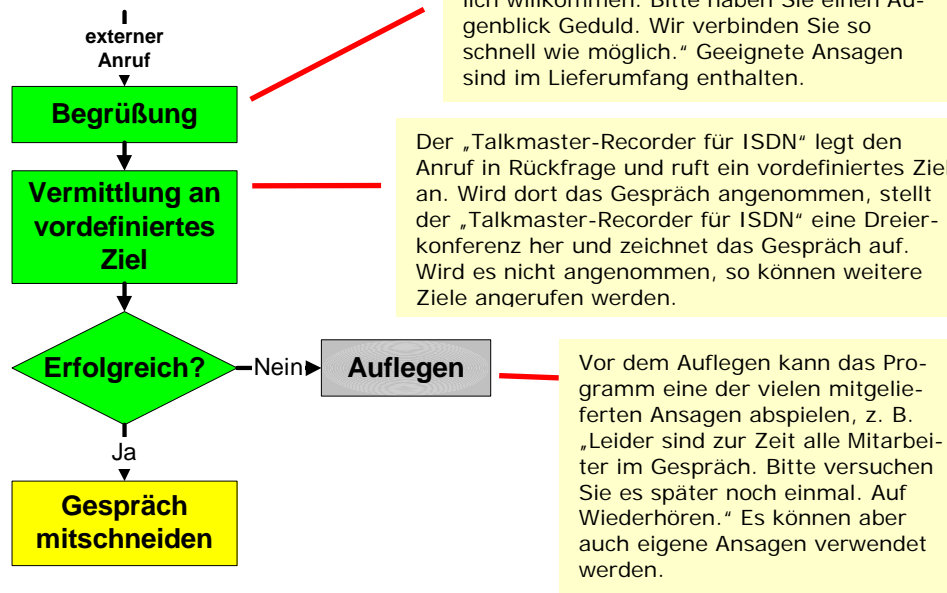 lich willkommen. Bitte haben Sie einen Au-
genblick Geduld. Wir verbinden Sie so
schnell wie möglich.“ Geeignete Ansagen
sind im Lieferumfang enthalten.
externer
Anruf
Begrüßung
Der „Talkmaster-Recorder für ISDN“ legt den
Anruf in Rückfrage und ruft ein vordefiniertes Ziel
an. Wird dort das Gespräch angenommen, stellt
der „Talkmaster-Recorder für ISDN“ eine Dreier-
konferenz her und zeichnet das Gespräch auf.
Wird es nicht angenommen, so können weitere
Ziele angerufen werden.
Vermittlung an
vordefiniertes
Ziel
Erfolgreich?
Nein
Auflegen
Vor dem Auflegen kann das Pro-
gramm eine der vielen mitgelie-
ferten Ansagen abspielen, z. B.
„Leider sind zur Zeit alle Mitarbei-
ter im Gespräch. Bitte versuchen
Sie es später noch einmal. Auf
Wiederhören.“ Es können aber
auch eigene Ansagen verwendet
werden.
Ja
Gespräch
mitschneiden